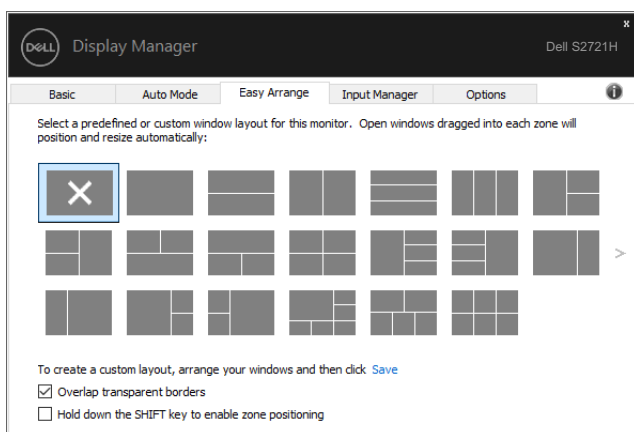 DELL Display Manager
x
Dell S2721H
Basic Auto Mode Easy Arrange Input Manager Options
Select a predefined or custom window layout for this monitor. Open windows dragged into each zone will
position and resize automatically:
>
To create a custom layout, arrange your windows and then click Save
Overlap transparent borders
Hold down the SHIFT key to enable zone positioning